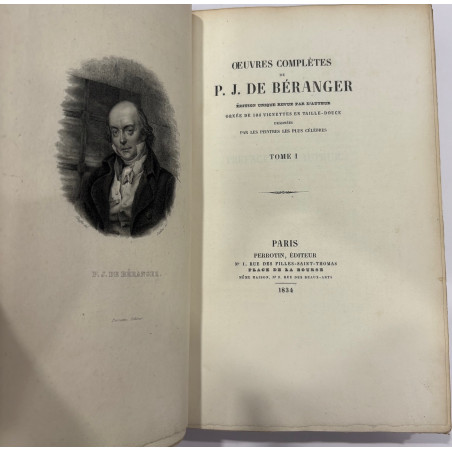 P. J. DE BÉRANGER.
ŒUVRES COMPLÈTES
DE
P. J. DE BÉRANGER
ÉDITION UNIQUE REVUE PAR L'AUTEUR
ORNÉE DE 104 VIGNETTES EN TAILLE-DOUCE
DESSINÉES
PAR LES PEINTRES LES PLUS CÉLÈBRES
TOME I
PARIS
PERROTIN, ÉDITEUR
Nº 1, RUE DES FILLES-SAINT-THOMAS
PLACE DE LA BOURSE
MÊME MAISON, RUE DES BEAUX-ARTS
1834